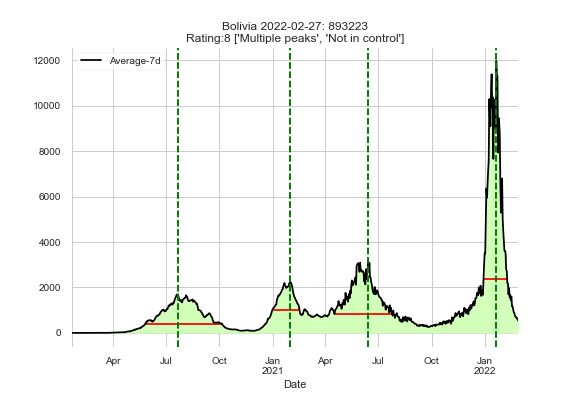 Bolivia 2022-02-27: 893223
Rating:8 ['Multiple peaks', 'Not in control']
Average-7d
12000
10000
8000
6000
4000
2000
0
Apr Jul Oct Jan Apr Jul Oct Jan
2021 2022
Date